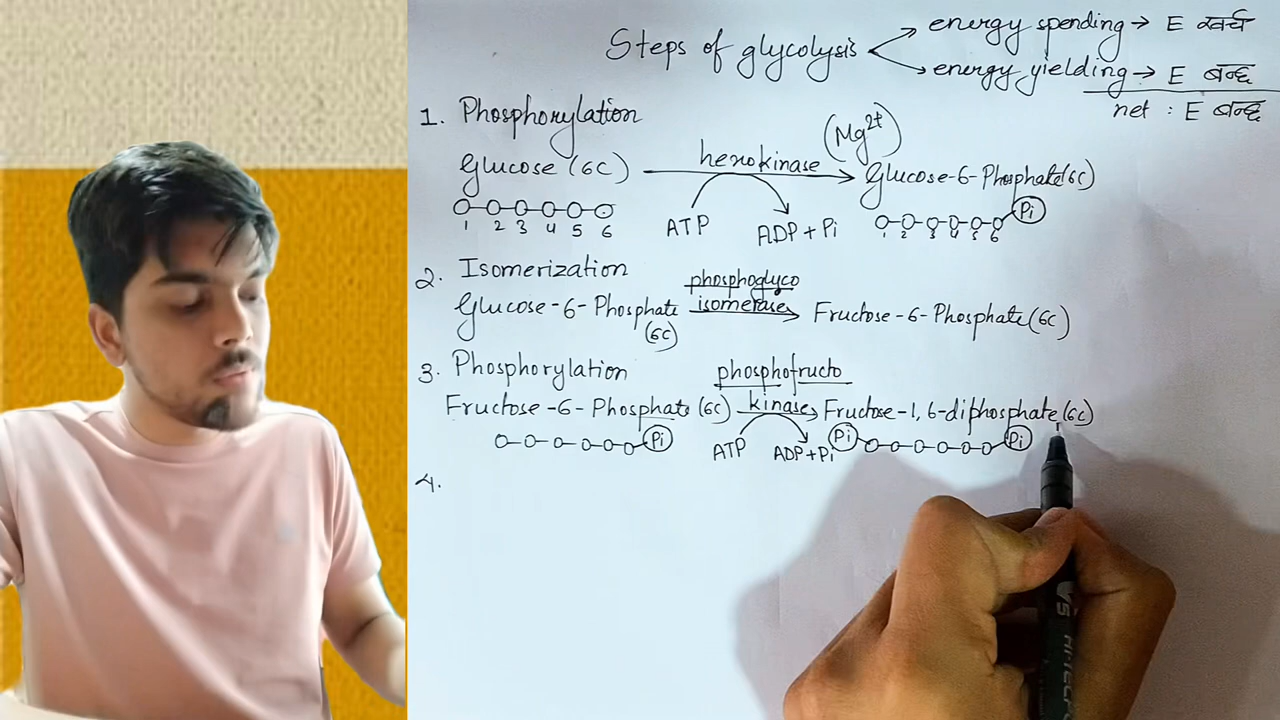 Steps of glycolysis
energy spending → E खर्च
energy yielding → E बन्छ
net : E बन्छ
1. Phosphorylation
Glucose (6C) hexokinase (Mg2+) Glucose-6-Phosphate(6C)
1 2 3 4 5 6
ATP ADP + Pi
Pi
1 2 3 4 5 6
2. Isomerization
Glucose-6-Phosphate (6C) phosphoglyco isomerase Fructose-6-Phosphate(6C)
3. Phosphorylation
Fructose-6-Phosphate (6C) phosphofructo kinase Fructose-1,6-diphosphate(6C)
Pi ATP ADP+Pi Pi Pi
4.
V5 HI-TECP